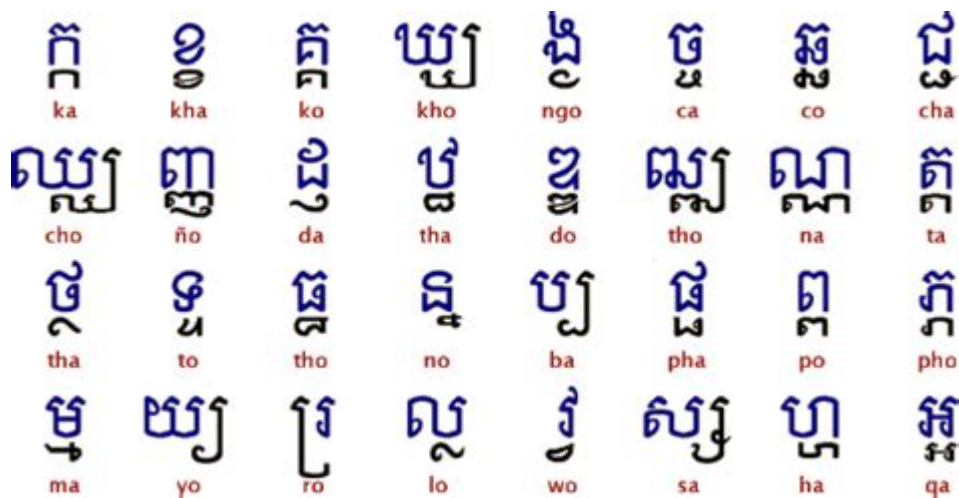 ក្ក ខ្ខ គ្គ ឃ្ឃ ង្ង ច្ច ឆ្ឆ ជ្ជ
ka kha ko kho ngo ca co cha
ឈ្ឈ ញ្ញ ដ្ដ ឋ្ឋ ឌ្ឌ ឍ្ឍ ណ្ណ ត្ត
cho ño da tha do tho na ta
ថ្ថ ទ្ទ ធ្ធ ន្ន ប្ប ផ្ផ ព្ព ភ្ភ
tha to tho no ba pha po pho
ម្ម យ្យ រ្រ ល្ល វ្វ ស្ស ហ្ហ អ្អ
ma yo ro lo wo sa ha qa